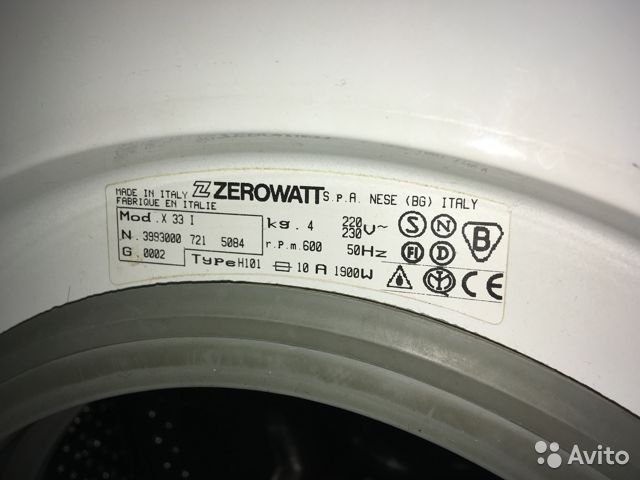 MADE IN ITALY ZEROWATT S.p.A. NESE (BG) ITALY
FABRIQUE EN ITALIE
Mod. X 33 I kg. 4 220 230 V~ S N B
N. 3993000 721 5084 r.p.m. 600 50Hz FI D
G 0002 Type H101 10 A 1900W CE
Avito